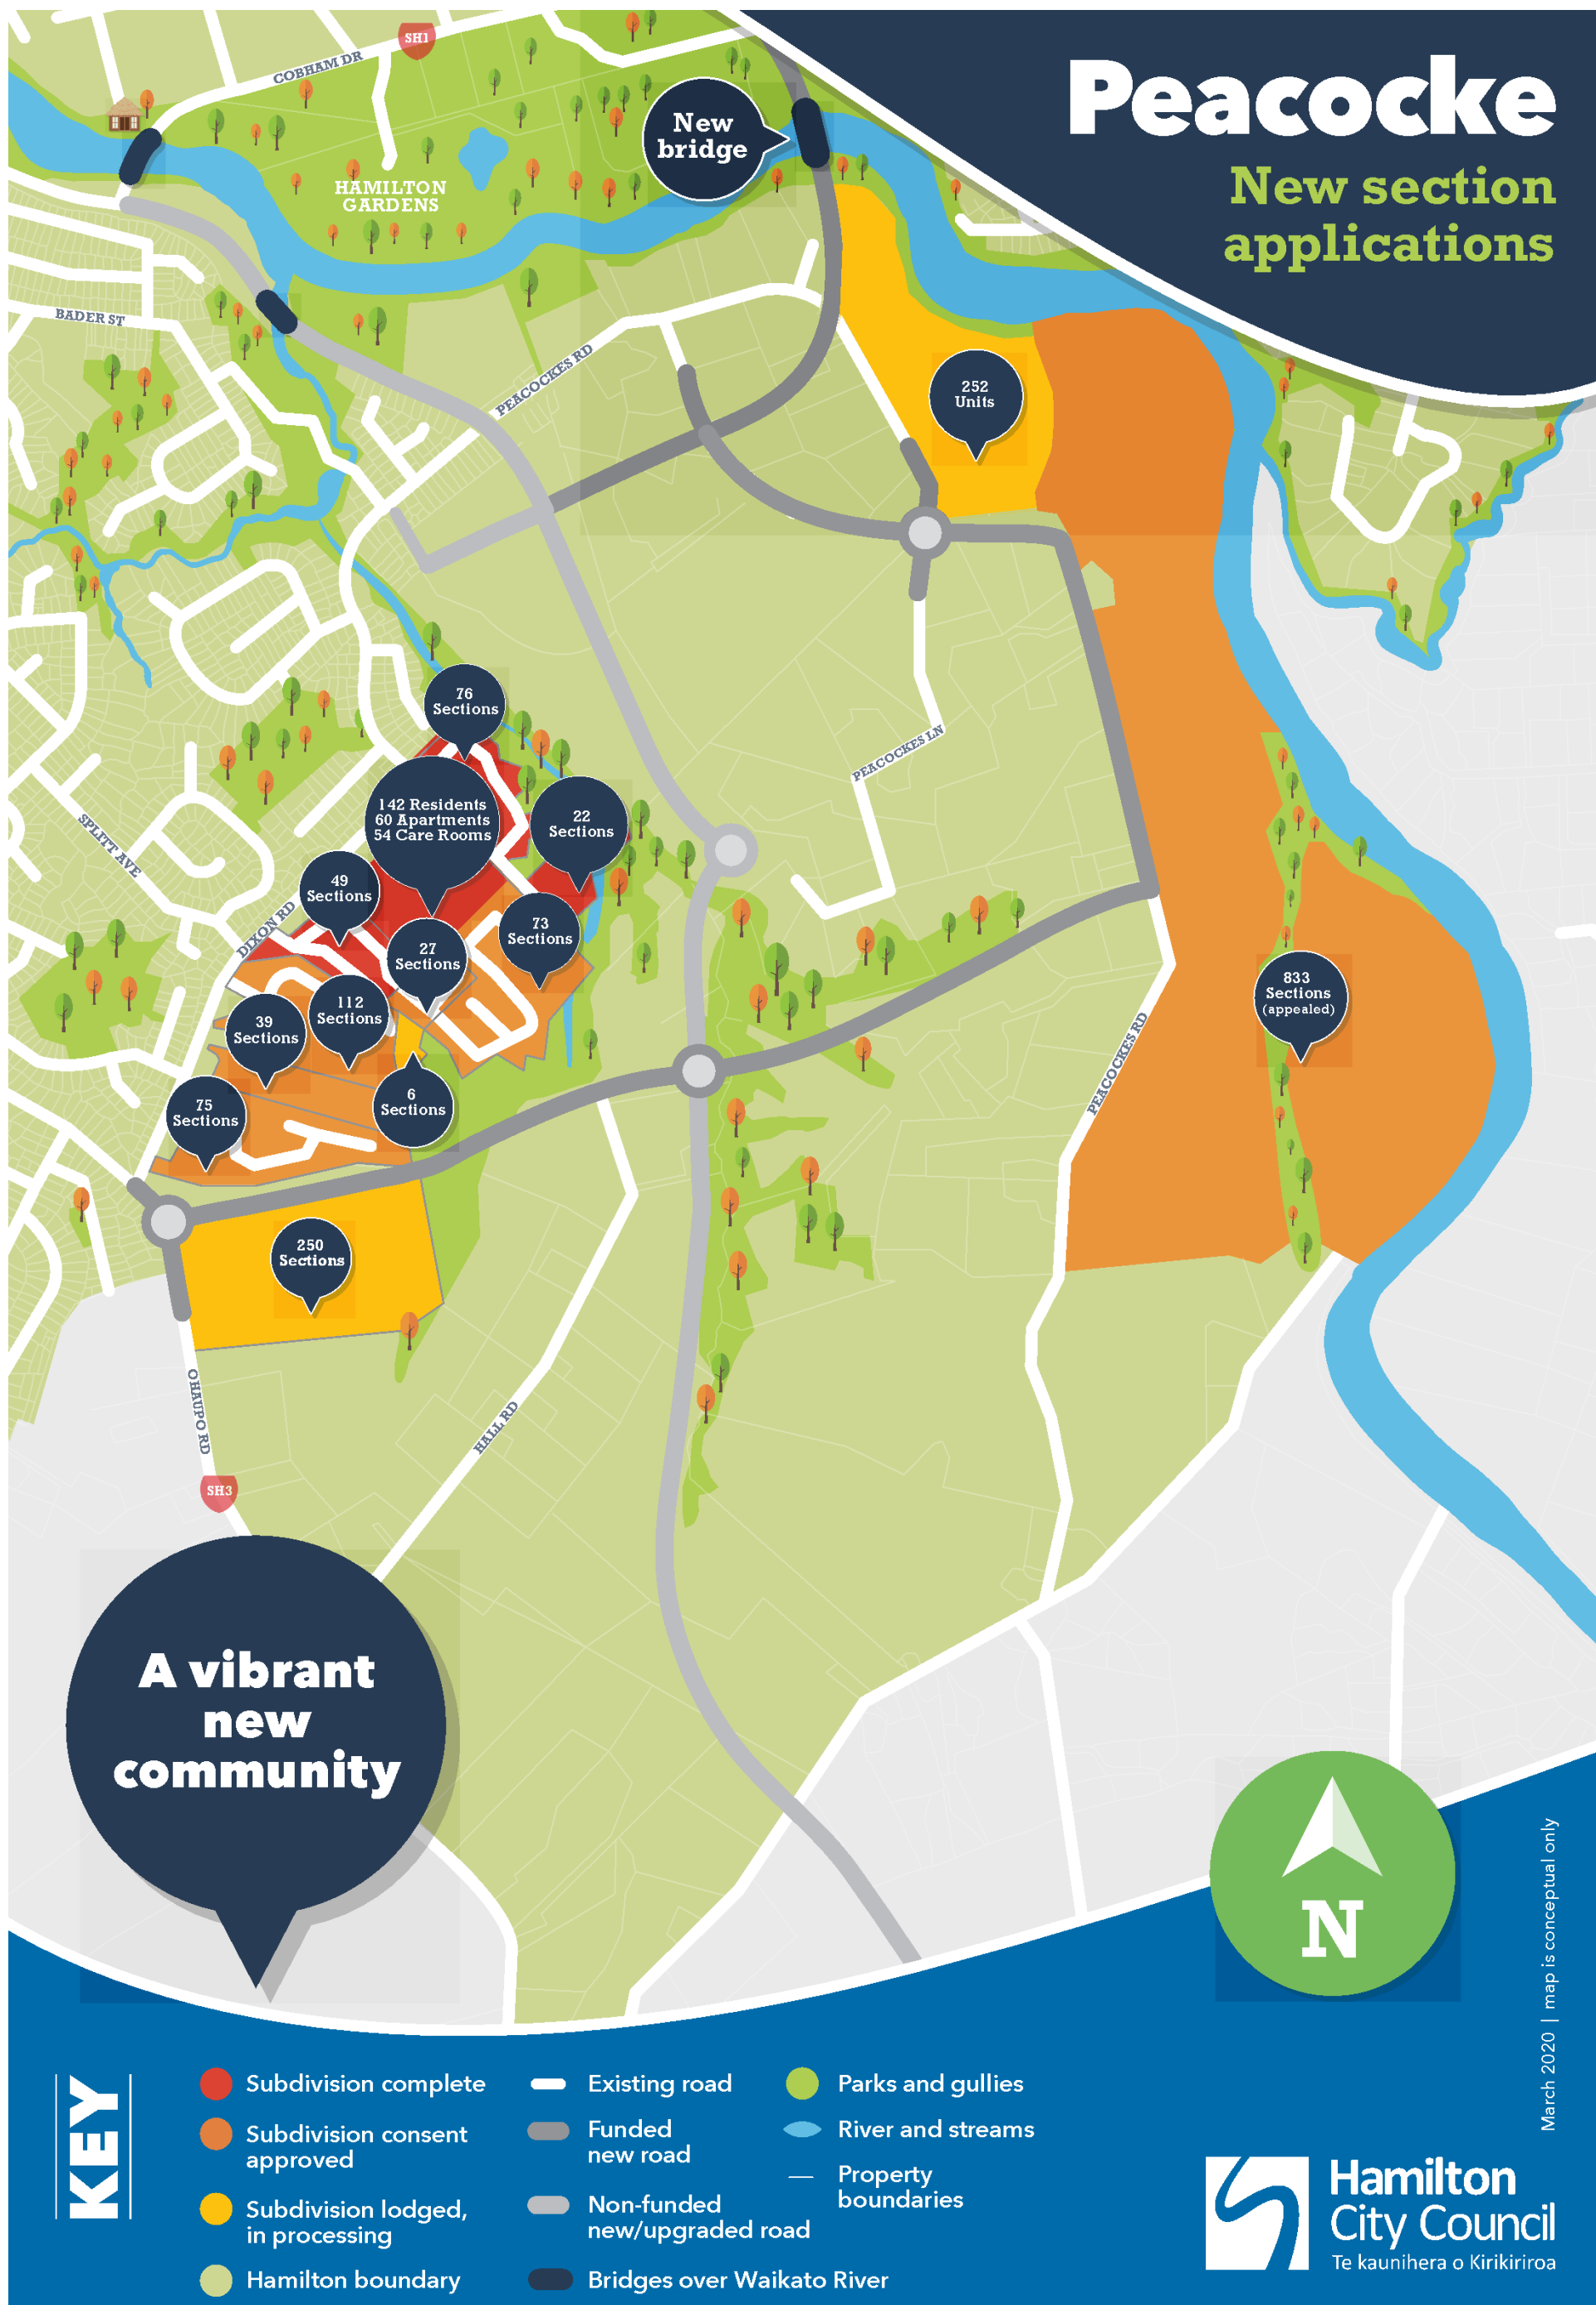 Peacocke
New section
applications
SH1
COBHAM DR
New
bridge
HAMILTON
GARDENS
BADER ST
PEACOCKES RD
252
Units
76
Sections
PEACOCKES LN
142 Residents
60 Apartments
54 Care Rooms
22
Sections
SPLITT AVE
49
Sections
DIXON RD
73
Sections
27
Sections
833
Sections
(appealed)
112
Sections
39
Sections
PEACOCKES RD
6
Sections
75
Sections
250
Sections
OHAUPO RD
HALL RD
SH3
A vibrant
new
community
N
March 2020 | map is conceptual only
KEY
Subdivision complete
Subdivision consent
approved
Subdivision lodged,
in processing
Hamilton boundary
Existing road
Funded
new road
Non-funded
new/upgraded road
Bridges over Waikato River
Parks and gullies
River and streams
Property
boundaries
Hamilton
City Council
Te kaunihera o Kirikiriroa